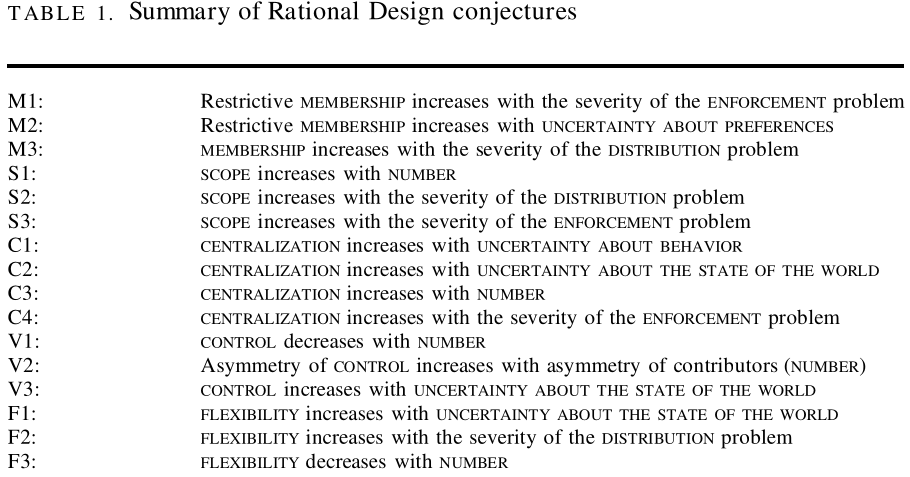 TABLE 1. Summary of Rational Design conjectures
M1: Restrictive MEMBERSHIP increases with the severity of the ENFORCEMENT problem
M2: Restrictive MEMBERSHIP increases with UNCERTAINTY ABOUT PREFERENCES
M3: MEMBERSHIP increases with the severity of the DISTRIBUTION problem
S1: SCOPE increases with NUMBER
S2: SCOPE increases with the severity of the DISTRIBUTION problem
S3: SCOPE increases with the severity of the ENFORCEMENT problem
C1: CENTRALIZATION increases with UNCERTAINTY ABOUT BEHAVIOR
C2: CENTRALIZATION increases with UNCERTAINTY ABOUT THE STATE OF THE WORLD
C3: CENTRALIZATION increases with NUMBER
C4: CENTRALIZATION increases with the severity of the ENFORCEMENT problem
V1: CONTROL decreases with NUMBER
V2: Asymmetry of CONTROL increases with asymmetry of contributors (NUMBER)
V3: CONTROL increases with UNCERTAINTY ABOUT THE STATE OF THE WORLD
F1: FLEXIBILITY increases with UNCERTAINTY ABOUT THE STATE OF THE WORLD
F2: FLEXIBILITY increases with the severity of the DISTRIBUTION problem
F3: FLEXIBILITY decreases with NUMBER